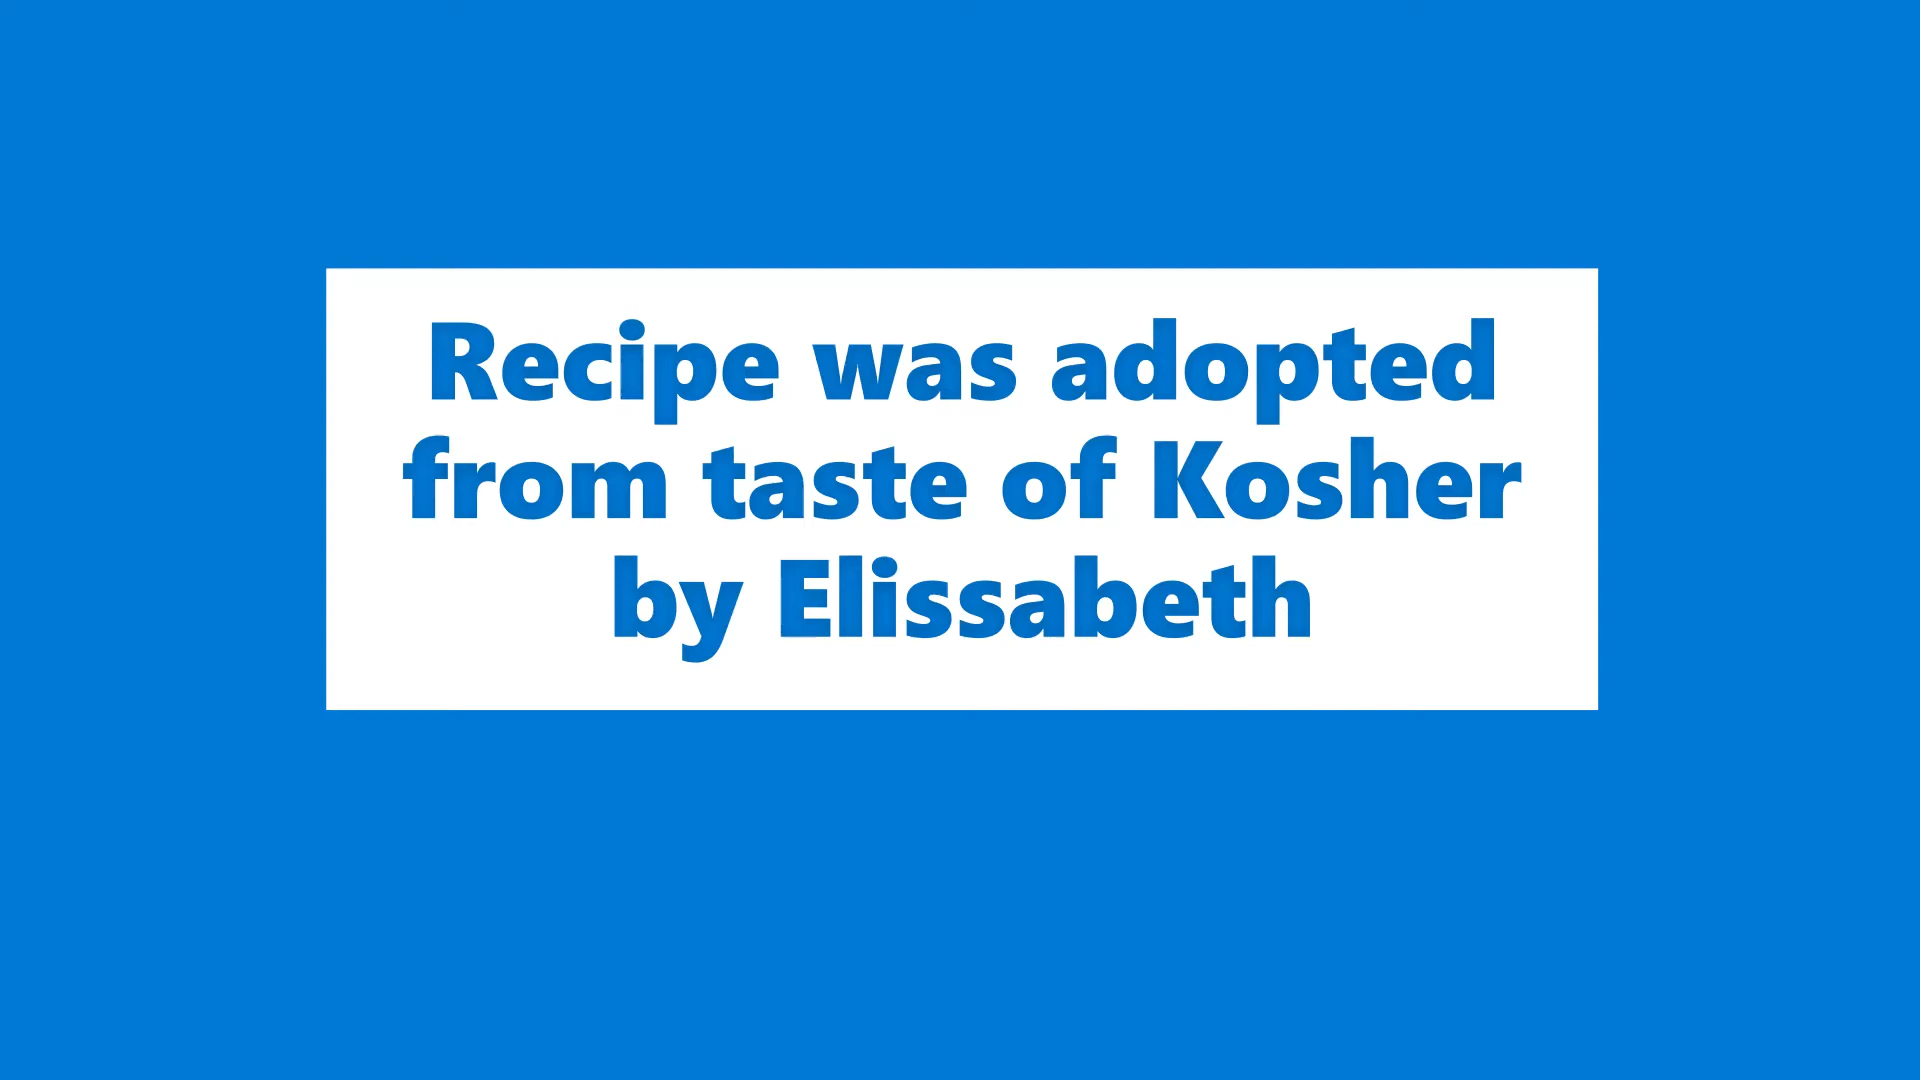 Recipe was adopted
from taste of Kosher
by Elissabeth